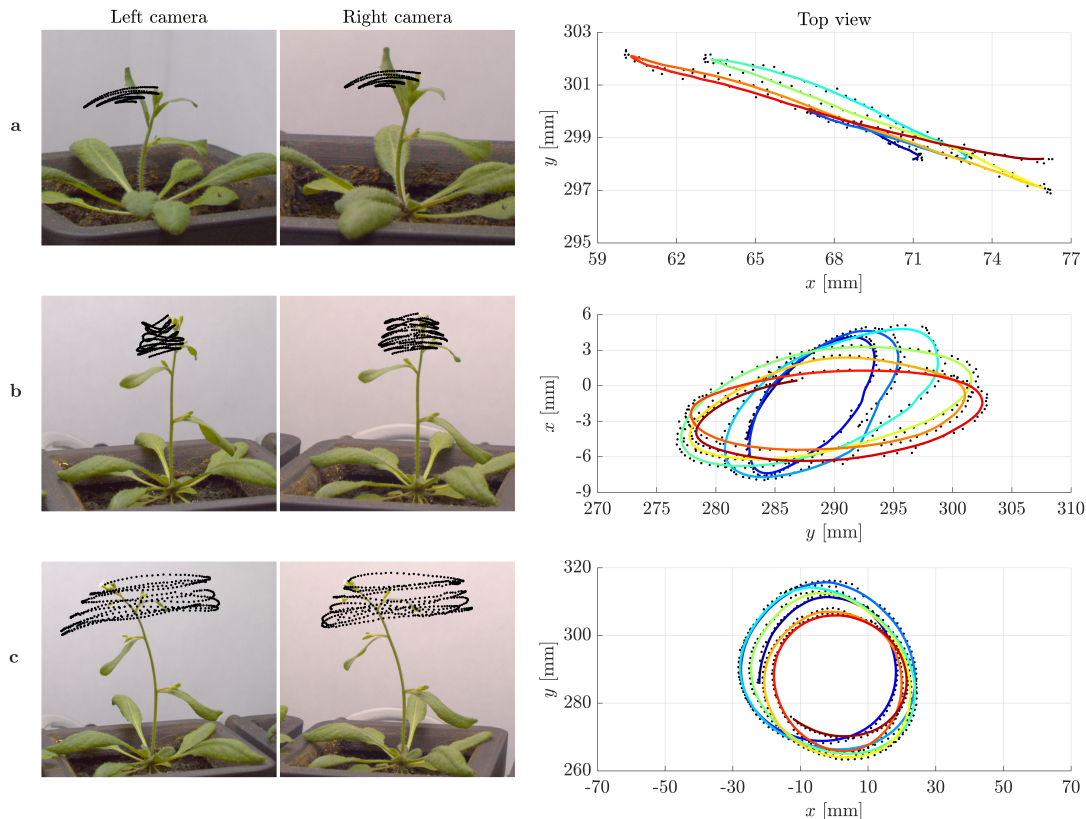 Left camera
Right camera
Top view
a
303
301
299
297
295
y [mm]
59 62 65 68 71 74 77
x [mm]
b
6
3
0
-3
-6
-9
x [mm]
270 275 280 285 290 295 300 305 310
y [mm]
c
320
300
280
260
y [mm]
-70 -50 -30 -10 10 30 50 70
x [mm]